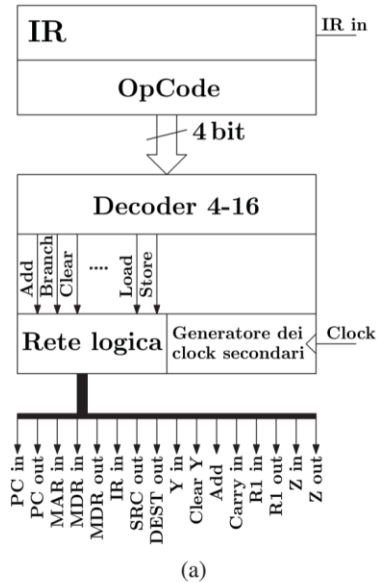 IR
IR in
OpCode
4 bit
Decoder 4-16
Add
Branch
Clear
....
Load
Store
Rete logica
Generatore dei
clock secondari
Clock
PC in
PC out
MAR in
MDR in
MDR out
IR in
SRC out
DEST out
Y in
Clear Y
Add
Carry in
R1 in
R1 out
Z in
Z out
(a)